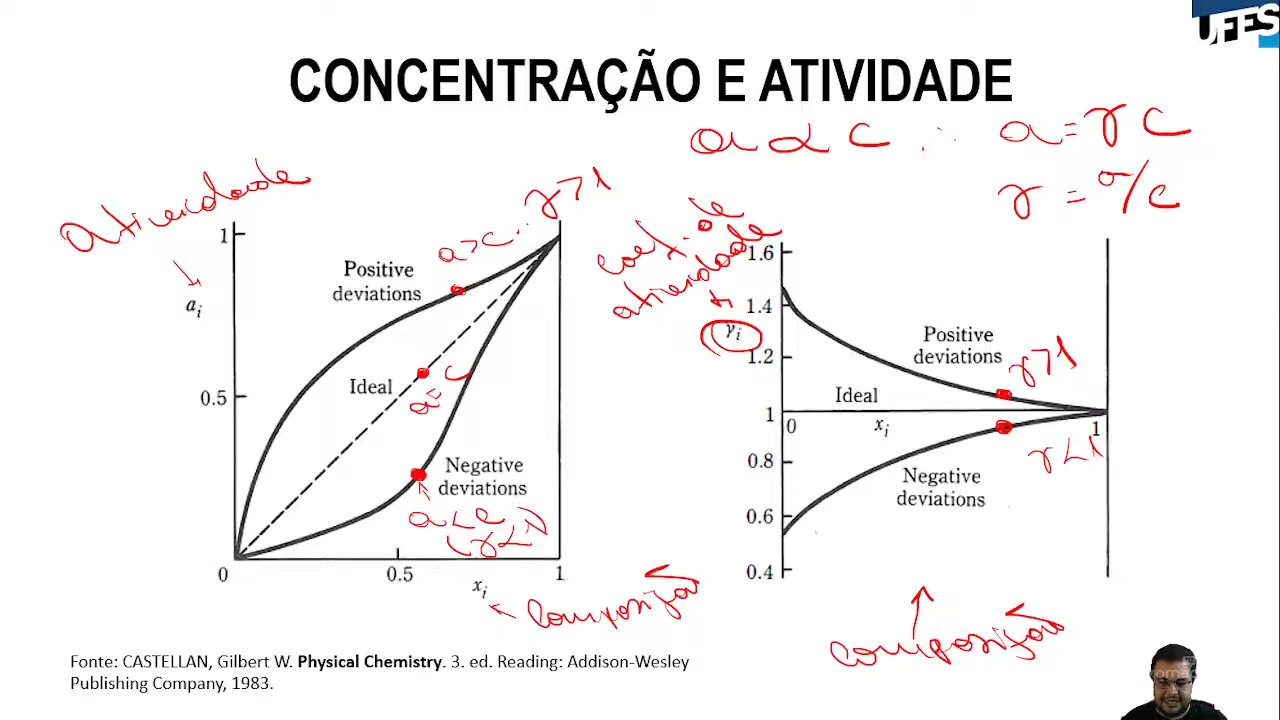 UFES
CONCENTRAÇÃO E ATIVIDADE
a α c ∴ a = γ c
γ = a/c
atividade
a > c ∴ γ > 1
coef. de
atividade
1
Positive
deviations
a_i
Ideal
a = c
0.5
Negative
deviations
a < c
(γ < 1)
0
0.5
1
x_i
composição
1.6
1.4
γ_i
1.2
Positive
deviations
γ > 1
Ideal
1
0
x_i
1
0.8
γ < 1
Negative
deviations
0.6
0.4
composição
Fonte: CASTELLAN, Gilbert W. Physical Chemistry. 3. ed. Reading: Addison-Wesley
Publishing Company, 1983.